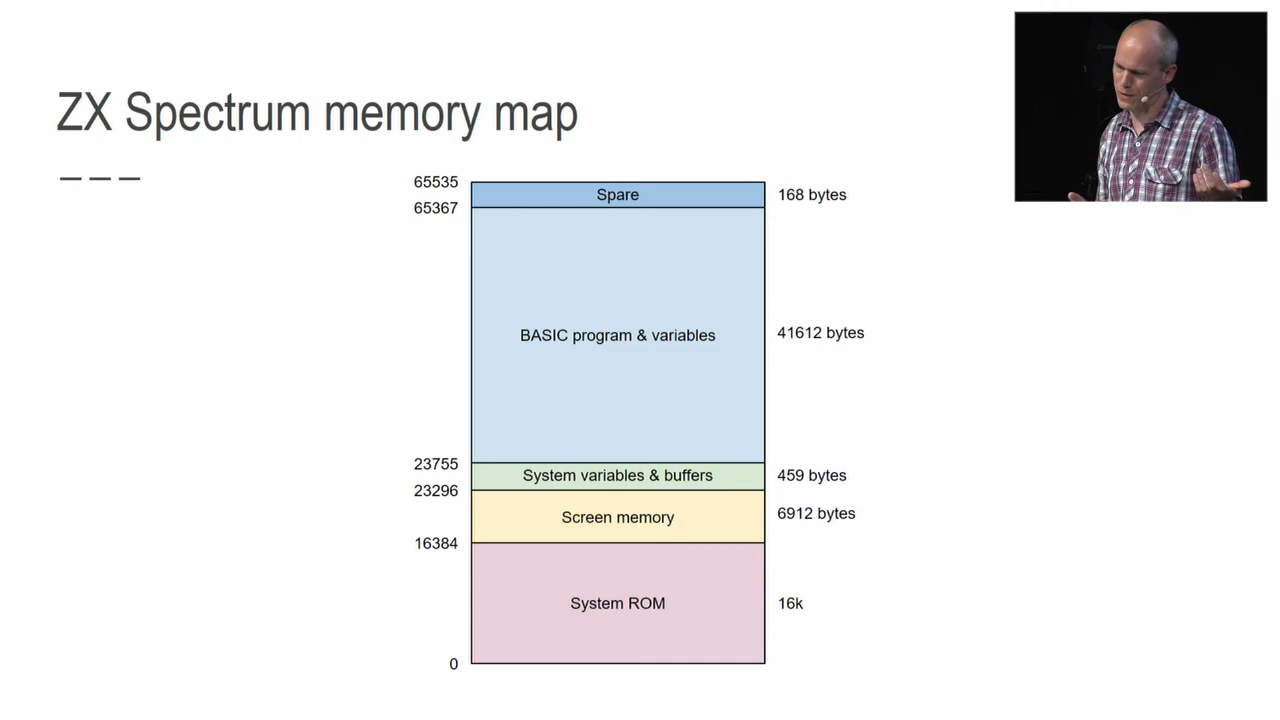 ZX Spectrum memory map
65535
Spare
168 bytes
65367
BASIC program & variables
41612 bytes
23755
System variables & buffers
459 bytes
23296
Screen memory
6912 bytes
16384
System ROM
16k
0